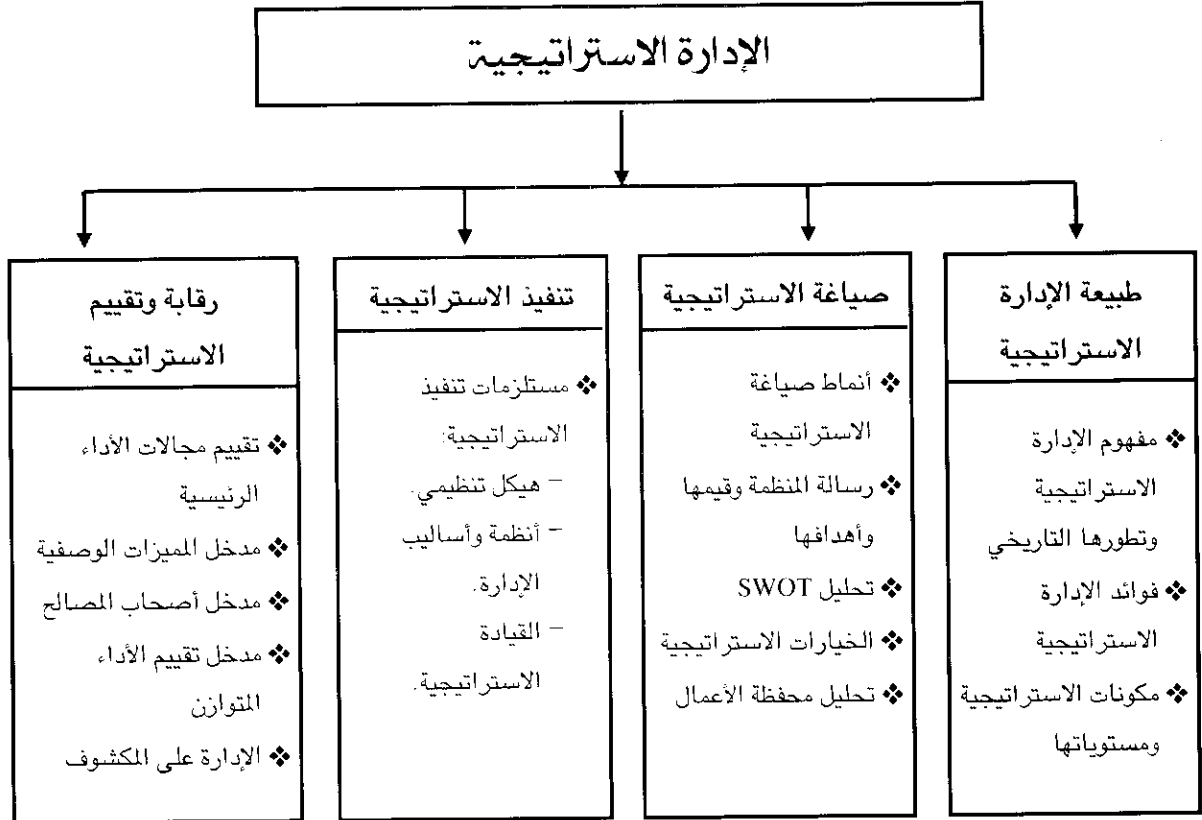 الإدارة الاستراتيجية
طبيعة الإدارة
الاستراتيجية
❖ مفهوم الإدارة
الاستراتيجية
وتطورها التاريخي
❖ فوائد الإدارة
الاستراتيجية
❖ مكونات الاستراتيجية
ومستوياتها
صياغة الاستراتيجية
❖ أنماط صياغة
الاستراتيجية
❖ رسالة المنظمة وقيمها
وأهدافها
❖ تحليل SWOT
❖ الخيارات الاستراتيجية
❖ تحليل محفظة الأعمال
تنفيذ الاستراتيجية
❖ مستلزمات تنفيذ
الاستراتيجية:
– هيكل تنظيمي.
– أنظمة وأساليب
الإدارة.
– القيادة
الاستراتيجية.
رقابة وتقييم
الاستراتيجية
❖ تقييم مجالات الأداء
الرئيسية
❖ مدخل الميزات الوصفية
❖ مدخل أصحاب المصالح
❖ مدخل تقييم الأداء
المتوازن
❖ الإدارة على المكشوف